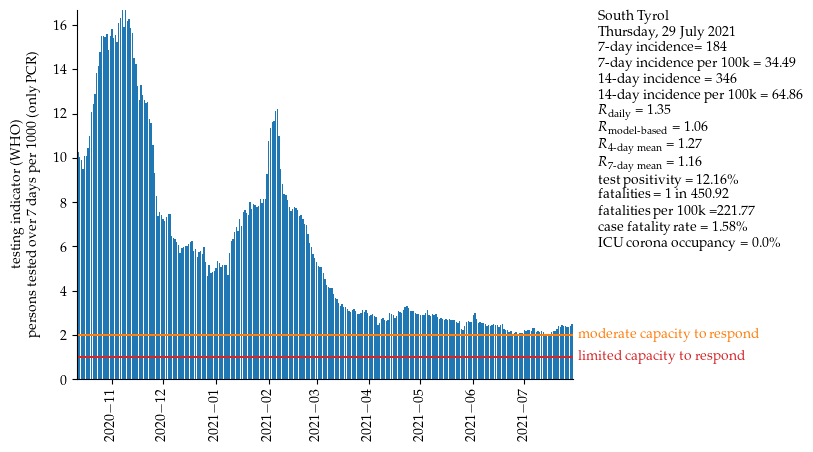 South Tyrol
Thursday, 29 July 2021
7-day incidence= 184
7-day incidence per 100k = 34.49
14-day incidence = 346
14-day incidence per 100k = 64.86
R daily = 1.35
R model-based = 1.06
R 4-day mean = 1.27
R 7-day mean = 1.16
test positivity = 12.16%
fatalities = 1 in 450.92
fatalities per 100k =221.77
case fatality rate = 1.58%
ICU corona occupancy = 0.0%
testing indicator (WHO)
persons tested over 7 days per 1000 (only PCR)
16
14
12
10
8
6
4
2
0
moderate capacity to respond
limited capacity to respond
2020−11
2020−12
2021−01
2021−02
2021−03
2021−04
2021−05
2021−06
2021−07